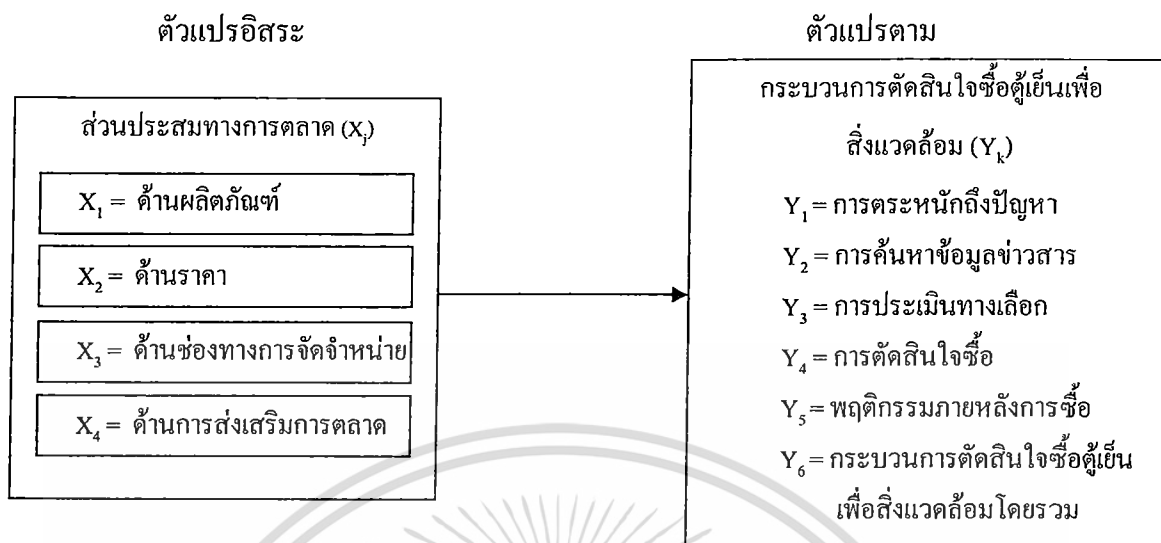 ตัวแปรอิสระ
ส่วนประสมทางการตลาด (Xj)
X1 = ด้านผลิตภัณฑ์
X2 = ด้านราคา
X3 = ด้านช่องทางการจัดจำหน่าย
X4 = ด้านการส่งเสริมการตลาด
ตัวแปรตาม
กระบวนการตัดสินใจซื้อตู้เย็นเพื่อ
สิ่งแวดล้อม (Yk)
Y1 = การตระหนักถึงปัญหา
Y2 = การค้นหาข้อมูลข่าวสาร
Y3 = การประเมินทางเลือก
Y4 = การตัดสินใจซื้อ
Y5 = พฤติกรรมภายหลังการซื้อ
Y6 = กระบวนการตัดสินใจซื้อตู้เย็น
เพื่อสิ่งแวดล้อมโดยรวม